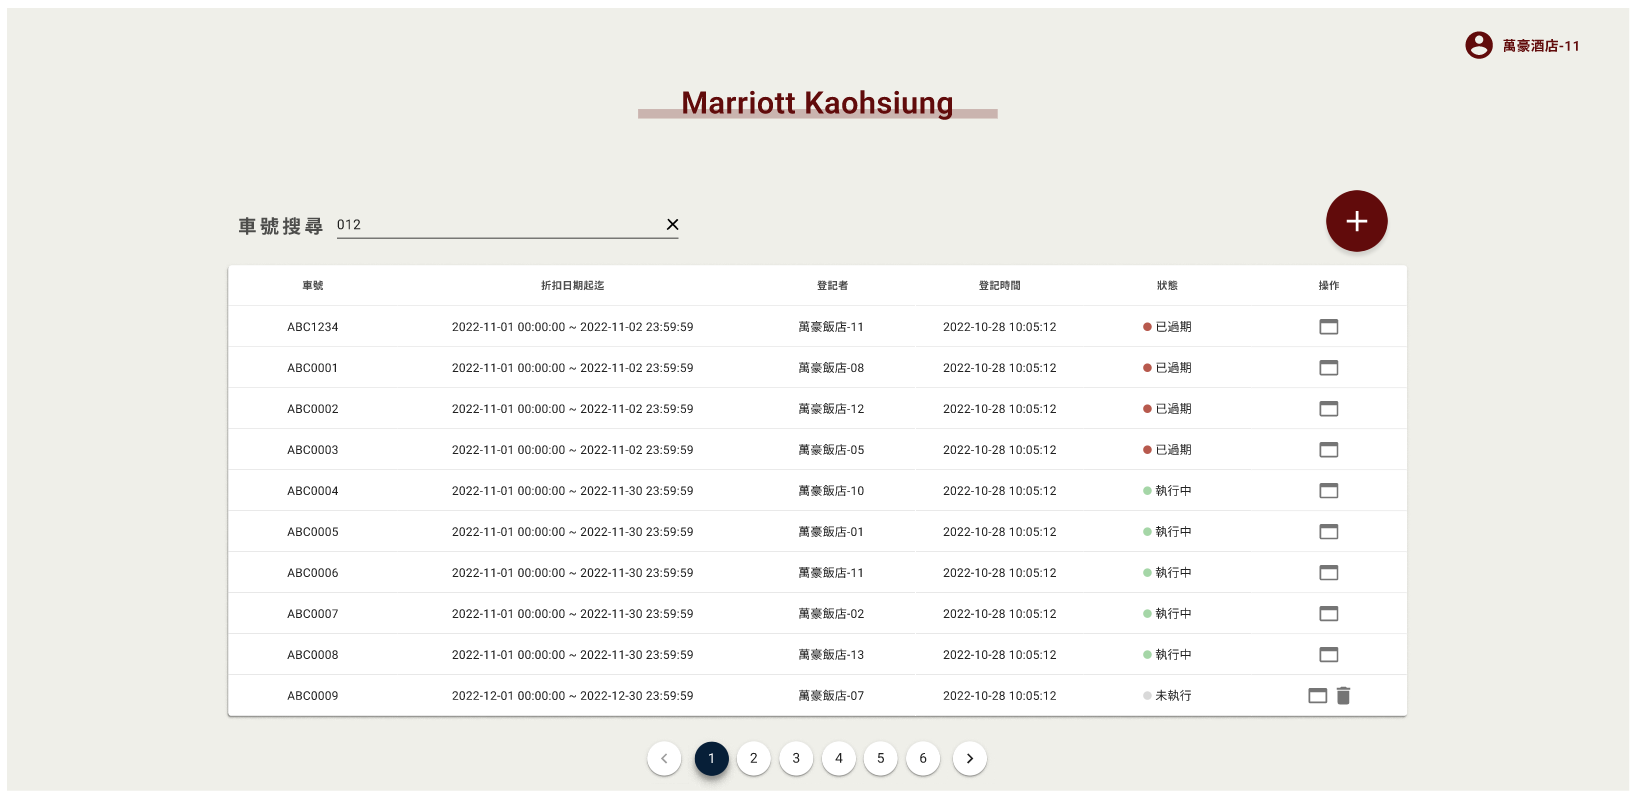 萬豪酒店-11
Marriott Kaohsiung
車號搜尋 012
車號 折扣日期起迄 登記者 登記時間 狀態 操作
ABC1234 2022-11-01 00:00:00 ~ 2022-11-02 23:59:59 萬豪飯店-11 2022-10-28 10:05:12 已過期
ABC0001 2022-11-01 00:00:00 ~ 2022-11-02 23:59:59 萬豪飯店-08 2022-10-28 10:05:12 已過期
ABC0002 2022-11-01 00:00:00 ~ 2022-11-02 23:59:59 萬豪飯店-12 2022-10-28 10:05:12 已過期
ABC0003 2022-11-01 00:00:00 ~ 2022-11-02 23:59:59 萬豪飯店-05 2022-10-28 10:05:12 已過期
ABC0004 2022-11-01 00:00:00 ~ 2022-11-30 23:59:59 萬豪飯店-10 2022-10-28 10:05:12 執行中
ABC0005 2022-11-01 00:00:00 ~ 2022-11-30 23:59:59 萬豪飯店-01 2022-10-28 10:05:12 執行中
ABC0006 2022-11-01 00:00:00 ~ 2022-11-30 23:59:59 萬豪飯店-11 2022-10-28 10:05:12 執行中
ABC0007 2022-11-01 00:00:00 ~ 2022-11-30 23:59:59 萬豪飯店-02 2022-10-28 10:05:12 執行中
ABC0008 2022-11-01 00:00:00 ~ 2022-11-30 23:59:59 萬豪飯店-13 2022-10-28 10:05:12 執行中
ABC0009 2022-12-01 00:00:00 ~ 2022-12-30 23:59:59 萬豪飯店-07 2022-10-28 10:05:12 未執行
1 2 3 4 5 6